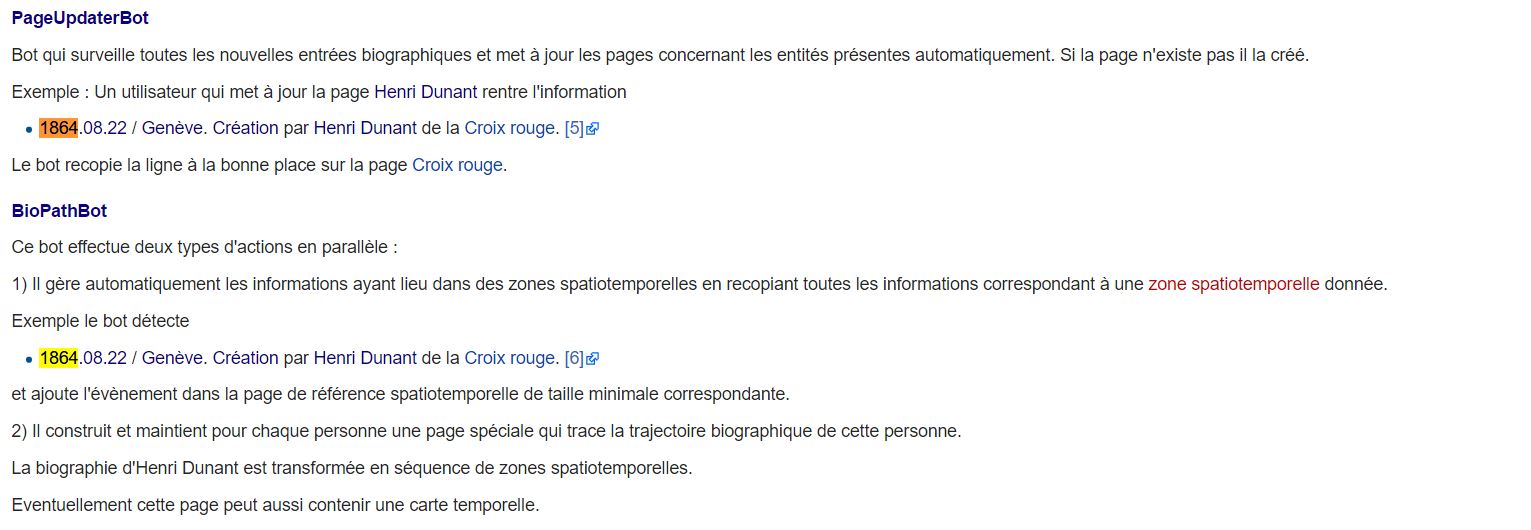 PageUpdaterBot
Bot qui surveille toutes les nouvelles entrées biographiques et met à jour les pages concernant les entités présentes automatiquement. Si la page n'existe pas il la créé.
Exemple : Un utilisateur qui met à jour la page Henri Dunant rentre l'information
• 1864.08.22 / Genève. Création par Henri Dunant de la Croix rouge. [5]
Le bot recopie la ligne à la bonne place sur la page Croix rouge.
BioPathBot
Ce bot effectue deux types d'actions en parallèle :
1) Il gère automatiquement les informations ayant lieu dans des zones spatiotemporelles en recopiant toutes les informations correspondant à une zone spatiotemporelle donnée.
Exemple le bot détecte
• 1864.08.22 / Genève. Création par Henri Dunant de la Croix rouge. [6]
et ajoute l'évènement dans la page de référence spatiotemporelle de taille minimale correspondante.
2) Il construit et maintient pour chaque personne une page spéciale qui trace la trajectoire biographique de cette personne.
La biographie d'Henri Dunant est transformée en séquence de zones spatiotemporelles.
Eventuellement cette page peut aussi contenir une carte temporelle.